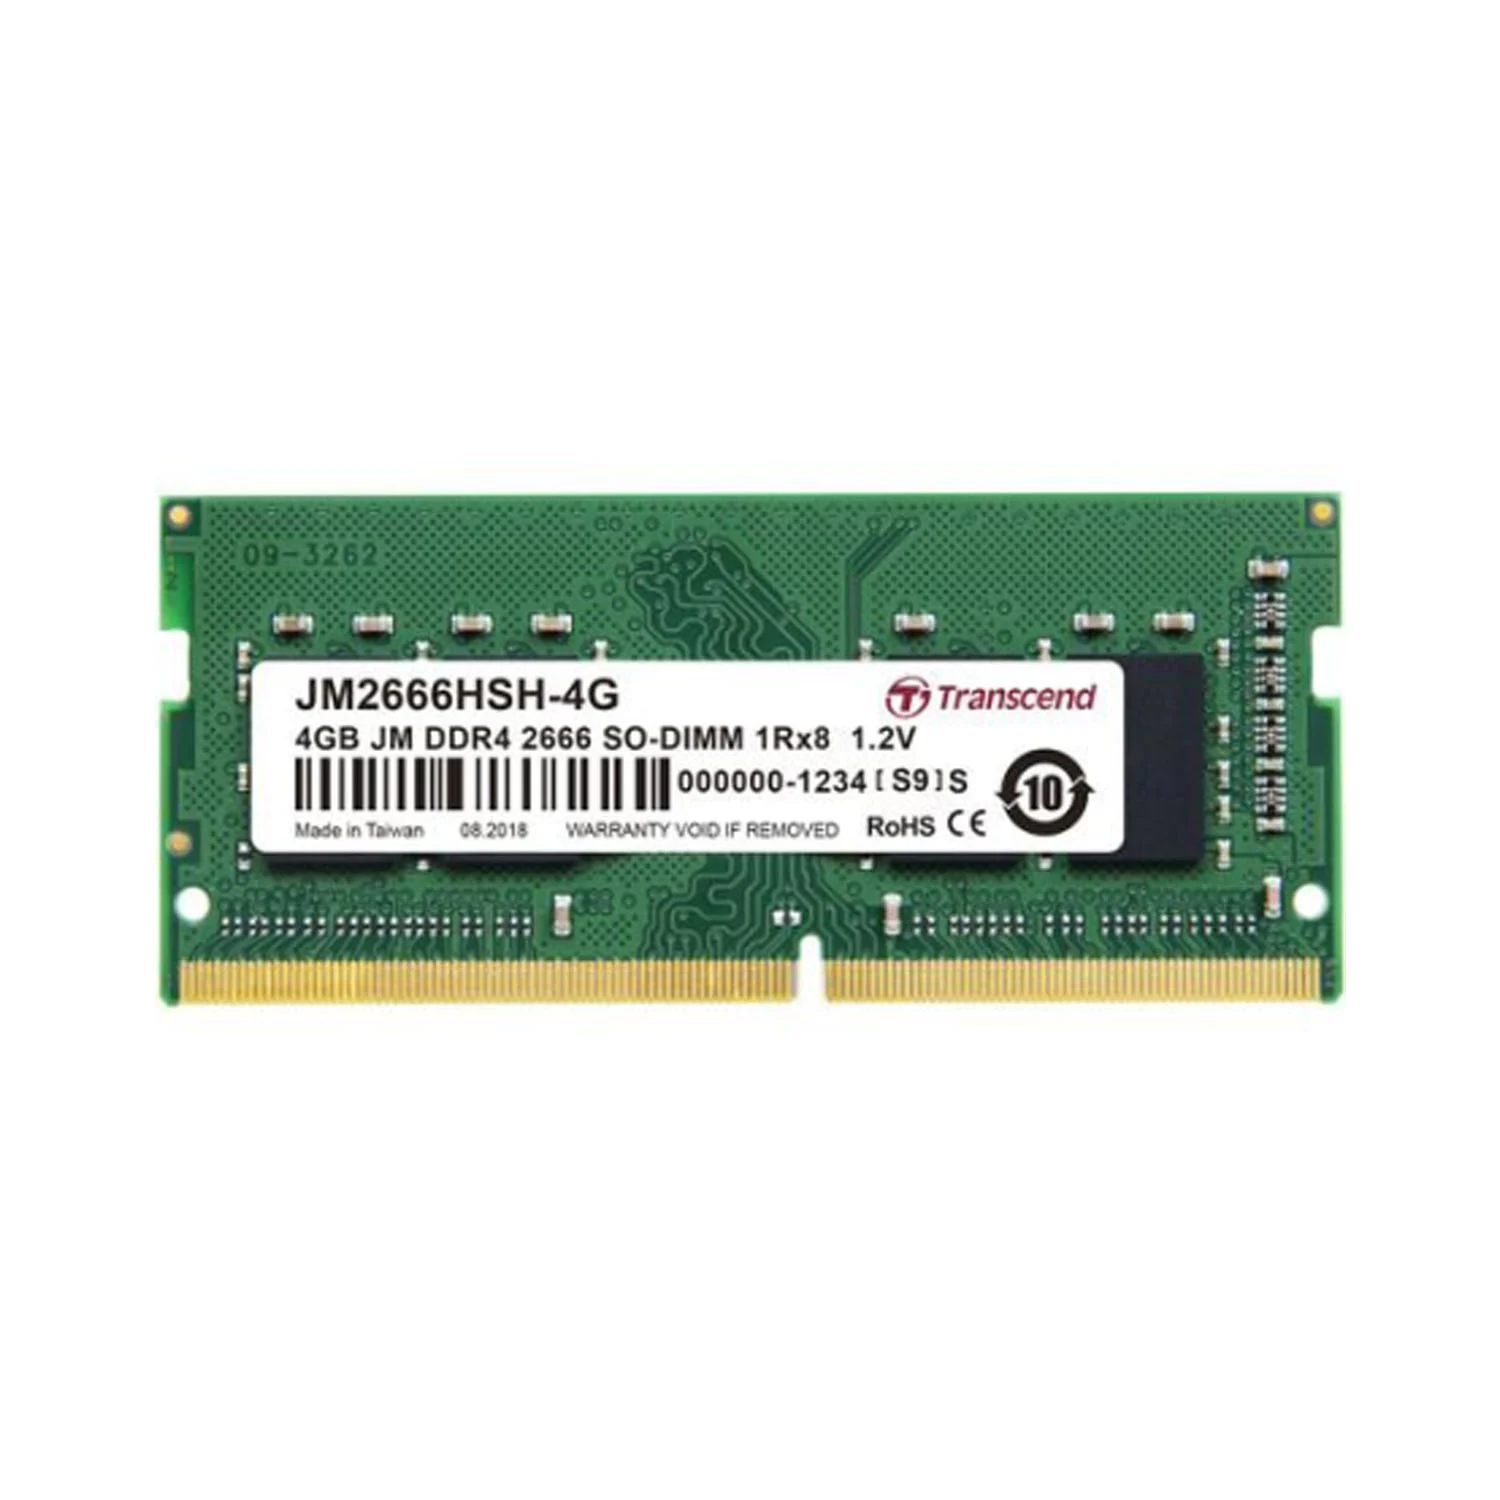 09-3262
JM2666HSH-4G
Transcend
4GB JM DDR4 2666 SO-DIMM 1Rx8 1.2V
000000-1234 [ S9 ] S
10
Made in Taiwan 08.2018 WARRANTY VOID IF REMOVED RoHS CE